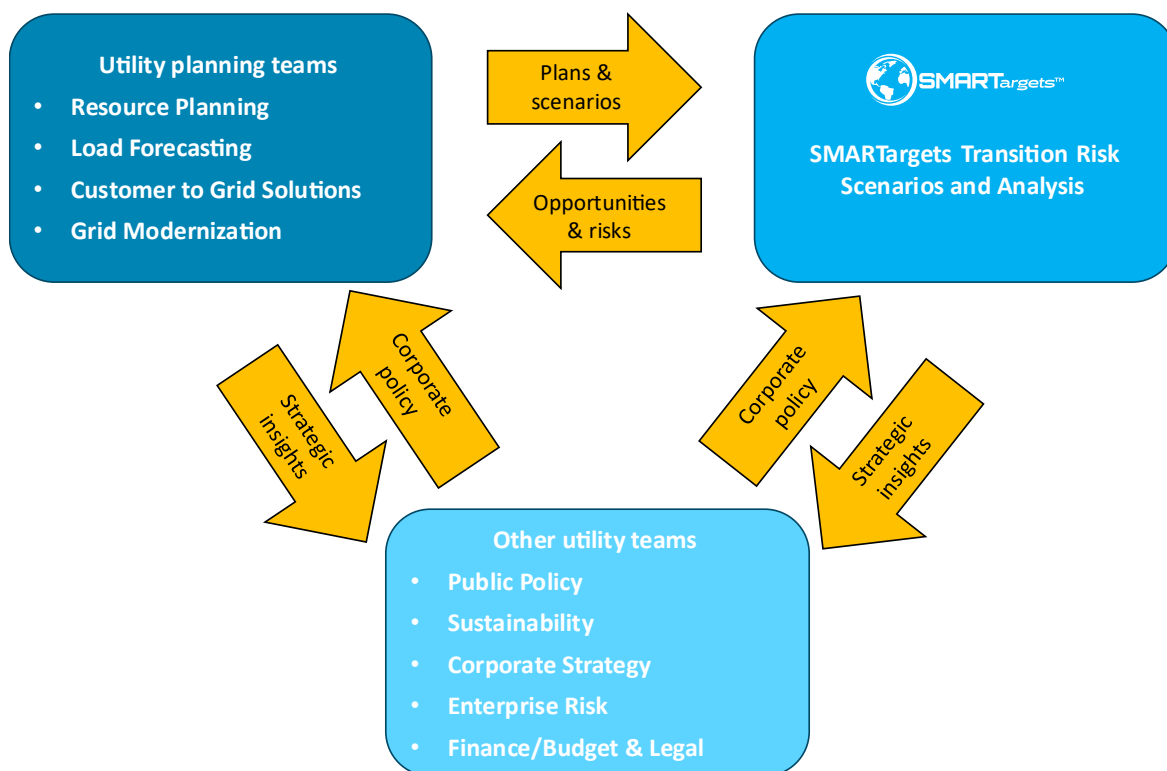 Utility planning teams
• Resource Planning
• Load Forecasting
• Customer to Grid Solutions
• Grid Modernization
Plans &
scenarios
Opportunities
& risks
SMARTargets™
SMARTargets Transition Risk
Scenarios and Analysis
Strategic
insights
Corporate
policy
Corporate
policy
Strategic
insights
Other utility teams
• Public Policy
• Sustainability
• Corporate Strategy
• Enterprise Risk
• Finance/Budget & Legal